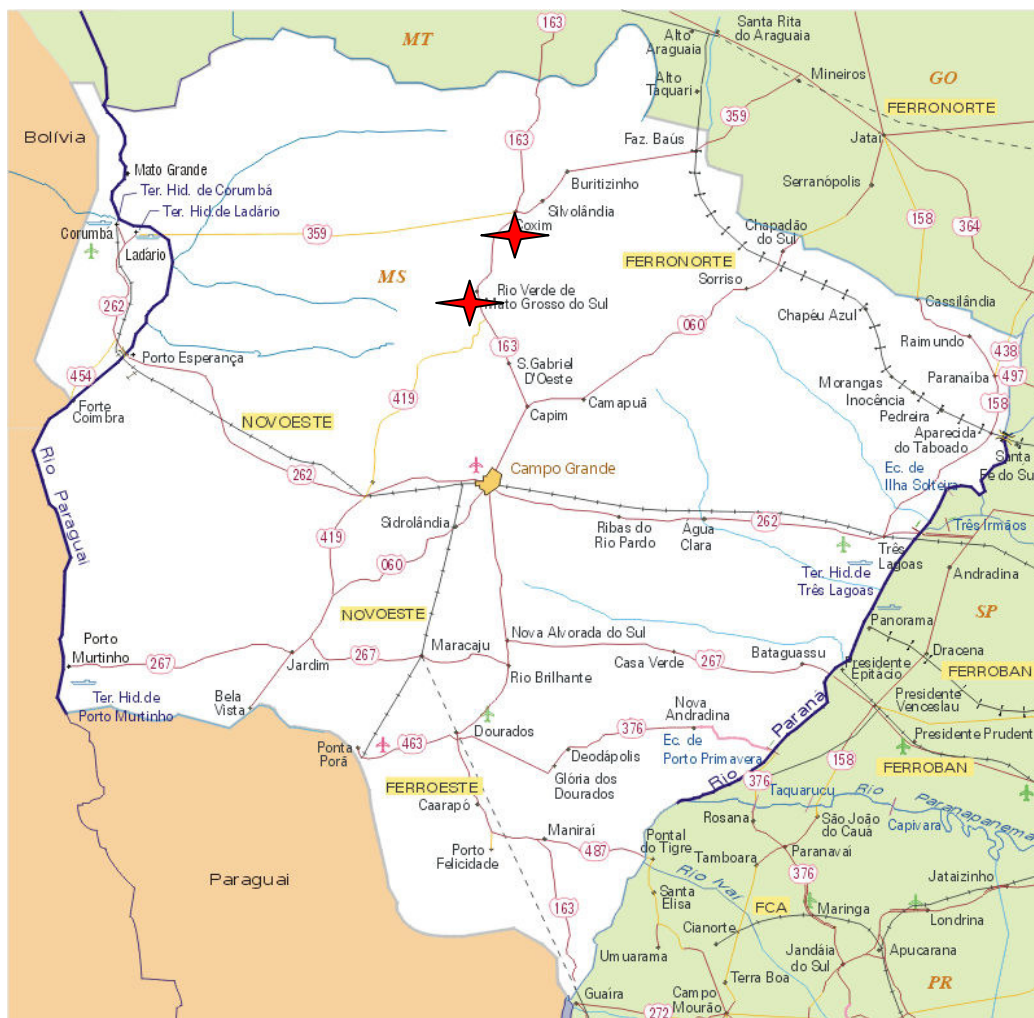 163
Santa Rita
do Araguaia
Alto
Araguaia
MT
Mineiros
GO
Alto
Taquari
FERRONORTE
359
Bolívia
163
Jataí
Faz. Baús
Mato Grande
Ter. Hid. de Corumbá
Buritizinho
Serranópolis
Ter. Hid.de Ladário
Silvolândia
158
Corumbá
359
Coxim
Chapadão
do Sul
364
Ladário
FERRONORTE
MS
Sorriso
262
Rio Verde de
Mato Grosso do Sul
Cassilândia
Chapéu Azul
060
Raimundo
163
438
Porto Esperança
S.Gabriel
D'Oeste
454
Paranaíba
497
419
Morangas
Inocência
Forte
Coimbra
Camapuã
158
Capim
Pedreira
NOVOESTE
Aparecida
do Taboado
Santa
Fé do Su
Rio Paraguai
Campo Grande
Ec. de
Ilha Solteira
262
Sidrolândia
Ribas do
Rio Pardo
Agua
Clara
262
Três Irmãos
419
Três
Lagoas
060
Ter. Hid.de
Três Lagoas
Andradina
NOVOESTE
SP
Panorama
Porto
Murtinho
Nova Alvorada do Sul
267
Jardim
267
Maracaju
Casa Verde
267
Bataguassu
Dracena
Presidente
Epitácio
FERROBAN
Rio Brilhante
Ter. Hid.de
Porto Murtinho
Bela
Vista
Nova
Andradina
Presidente
Venceslau
376
Rio Paraná
Ponta
Porã
463
Dourados
Ec. de
Porto Primavera
Presidente Prudent
Deodápolis
158
FERROBAN
Glória dos
Dourados
376
FERROESTE
Taquaruçu
Rio Paranapanema
Caarapó
Rosana
São João
do Cauá
Capivara
Maniraí
Pontal
do Tigre
487
Porto
Felicidade
Tamboara
Paranavaí
Rio Ivaí
376
Paraguai
Jataizinho
Santa
Elisa
FCA
163
Maringa
Londrina
Cianorte
Umuarama
Jandáia
do Sul
Apucarana
Terra Boa
PR
Guaíra
272
Campo
Mourão